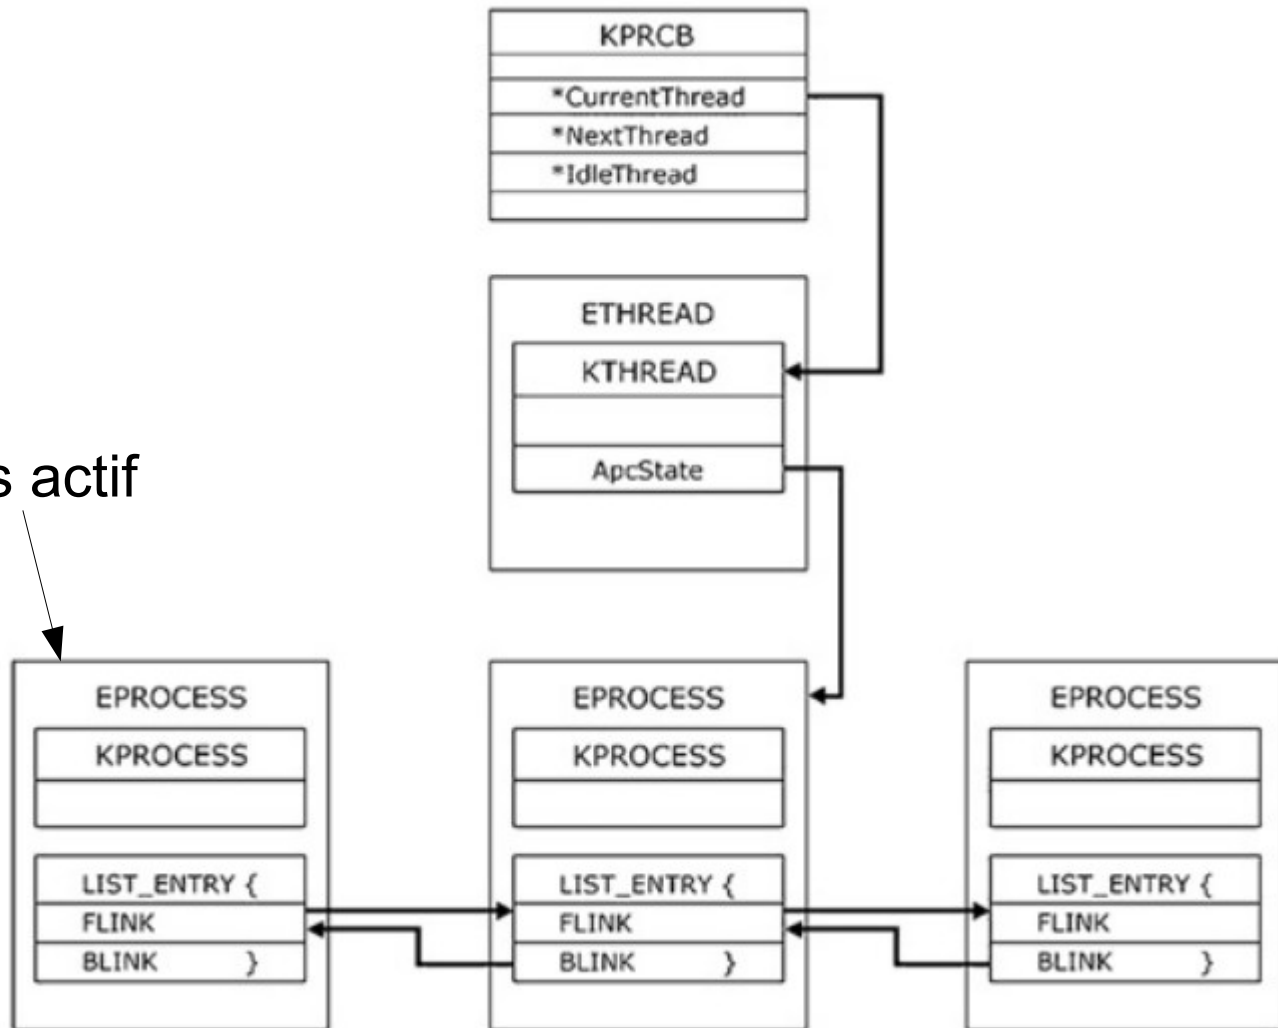 KPRCB
*CurrentThread
*NextThread
*IdleThread
ETHREAD
KTHREAD
ApcState
actif
EPROCESS
KPROCESS
LIST_ENTRY {
FLINK
BLINK }
EPROCESS
KPROCESS
LIST_ENTRY {
FLINK
BLINK }
EPROCESS
KPROCESS
LIST_ENTRY {
FLINK
BLINK }